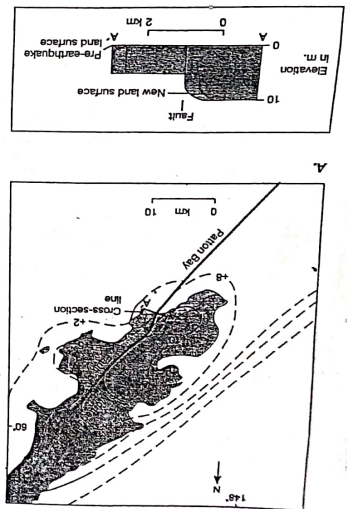 148°
N
60°
+2
Cross-section
line
+8
Patton Bay
0 10
km
A.
Fault
New land surface
10
Elevation
in m.
0
Pre-earthquake
land surface
A A'
0 2 km